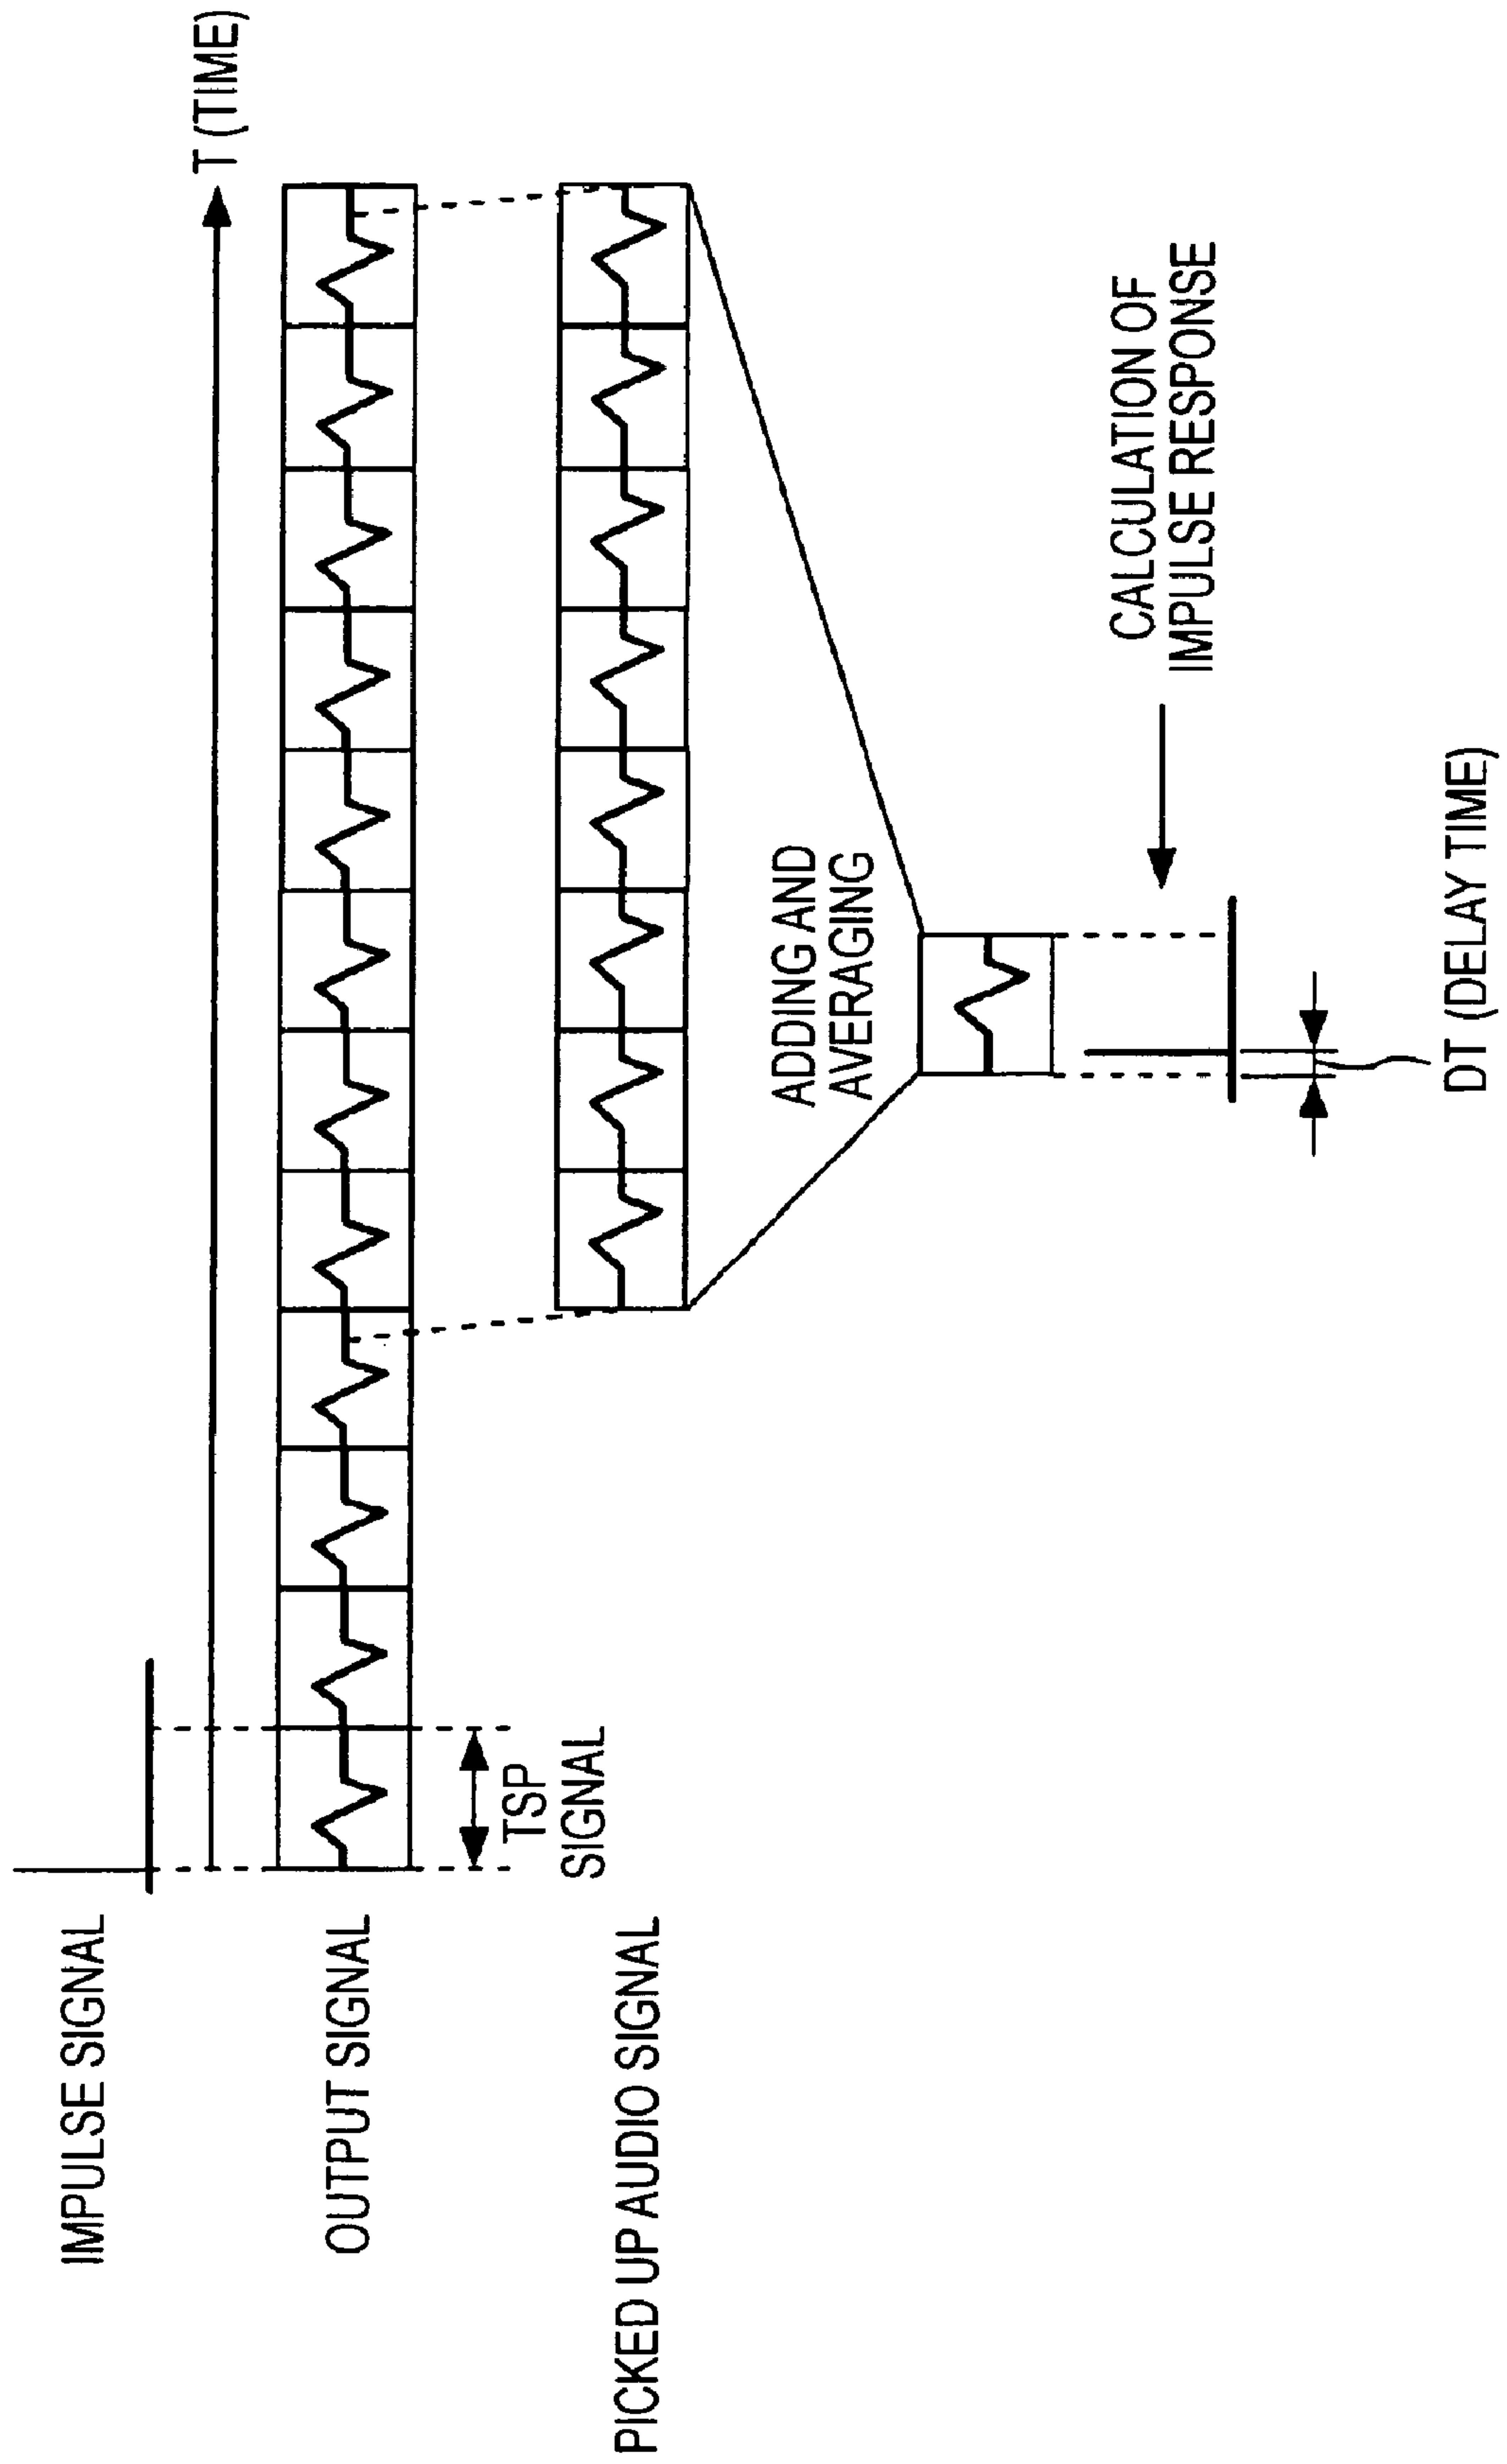 IMPULSE SIGNAL
T (TIME)
OUTPUT SIGNAL
TSP
SIGNAL
PICKED UP AUDIO SIGNAL
ADDING AND
AVERAGING
CALCULATION OF
IMPULSE RESPONSE
DT (DELAY TIME)